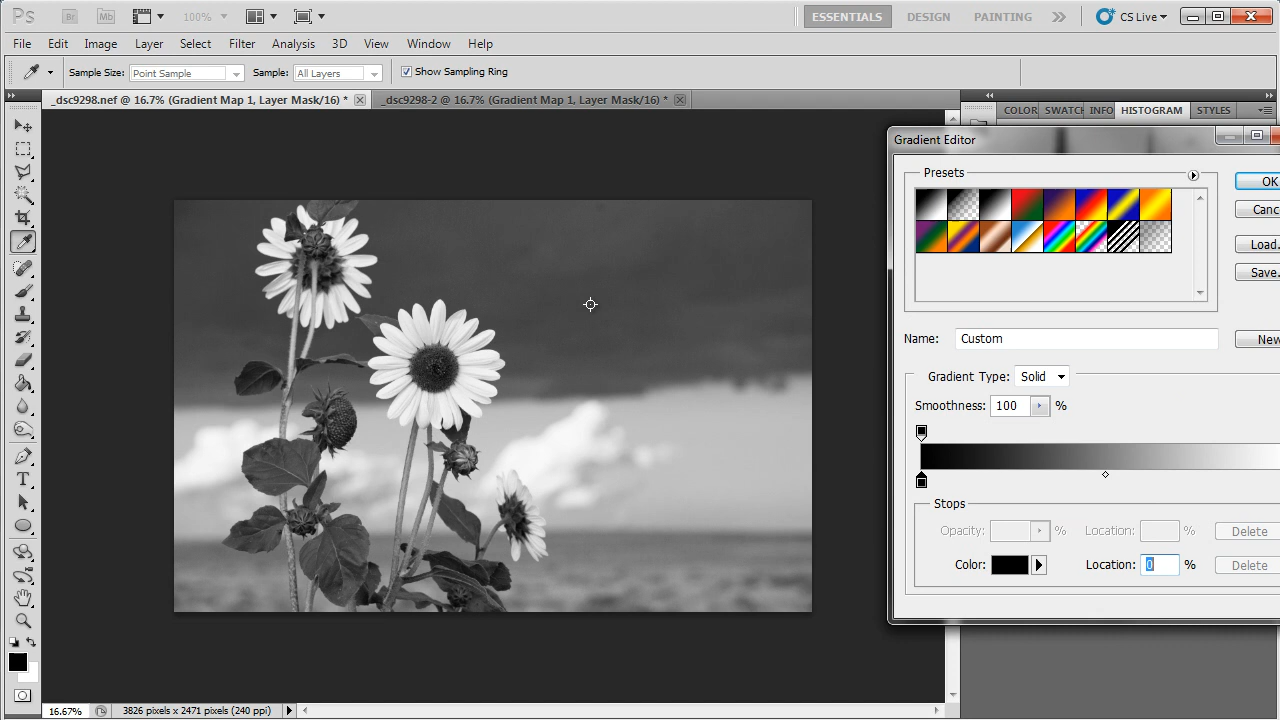 Ps Br Mb 100% ESSENTIALS DESIGN PAINTING CS Live
File Edit Image Layer Select Filter Analysis 3D View Window Help
Sample Size: Point Sample Sample: All Layers Show Sampling Ring
_dsc9298.nef @ 16.7% (Gradient Map 1, Layer Mask/16) * _dsc9298-2 @ 16.7% (Gradient Map 1, Layer Mask/16) *
COLOR SWATCH INFO HISTOGRAM STYLES
Gradient Editor
Presets
OK
Canc
Load..
Save..
Name: Custom New
Gradient Type: Solid
Smoothness: 100 %
Stops
Opacity: % Location: % Delete
Color: Location: 0 % Delete
T
16.67% 3826 pixels x 2471 pixels (240 ppi)